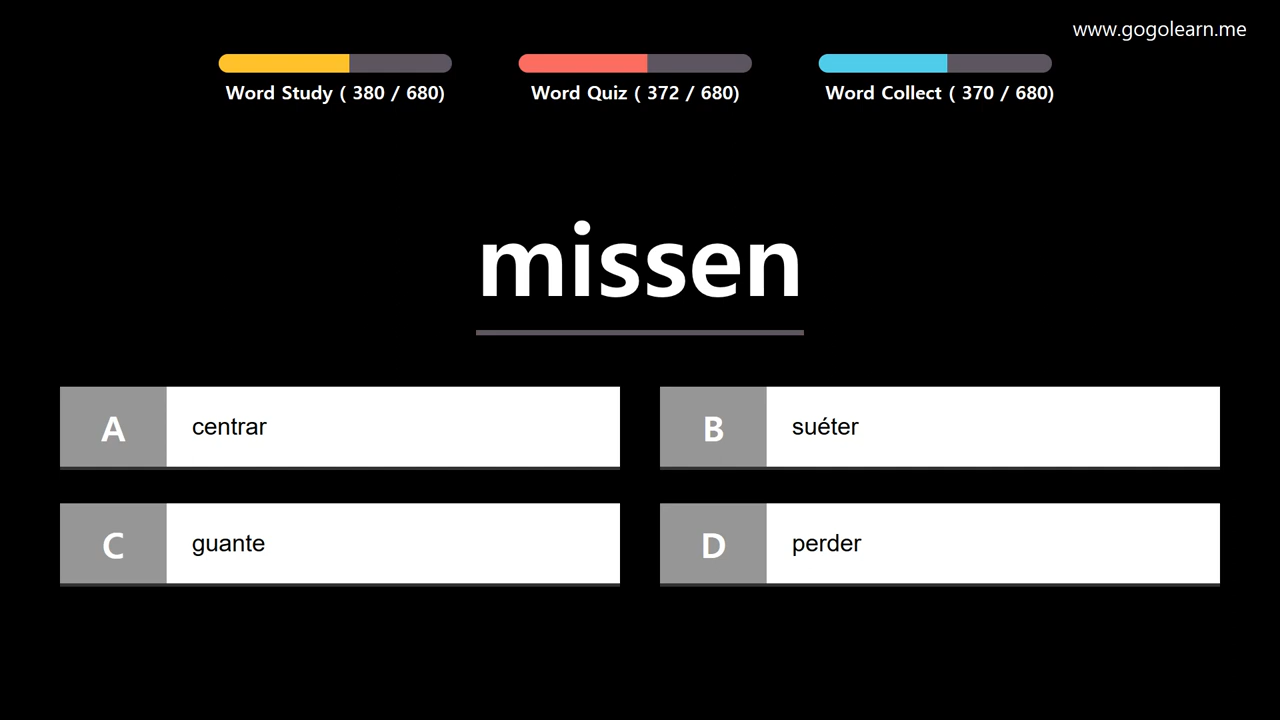 www.gogolearn.me
Word Study ( 380 / 680)
Word Quiz ( 372 / 680)
Word Collect ( 370 / 680)
missen
A centrar
B suéter
C guante
D perder